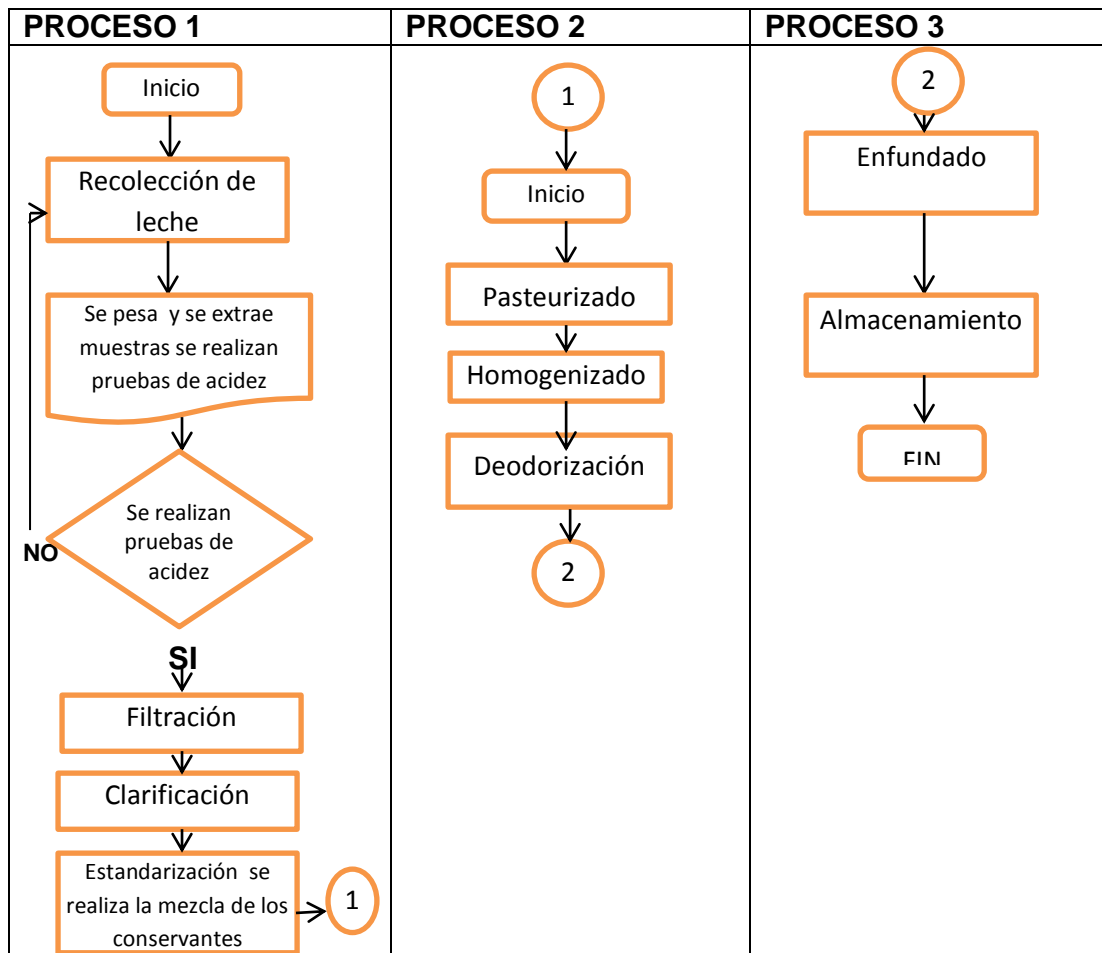 PROCESO 1
Inicio
Recolección de
leche
Se pesa y se extrae
muestras se realizan
pruebas de acidez
Se realizan
pruebas de
acidez
NO
SI
Filtración
Clarificación
Estandarización se
realiza la mezcla de los
conservantes
1
PROCESO 2
1
Inicio
Pasteurizado
Homogenizado
Deodorización
2
PROCESO 3
2
Enfundado
Almacenamiento
FIN